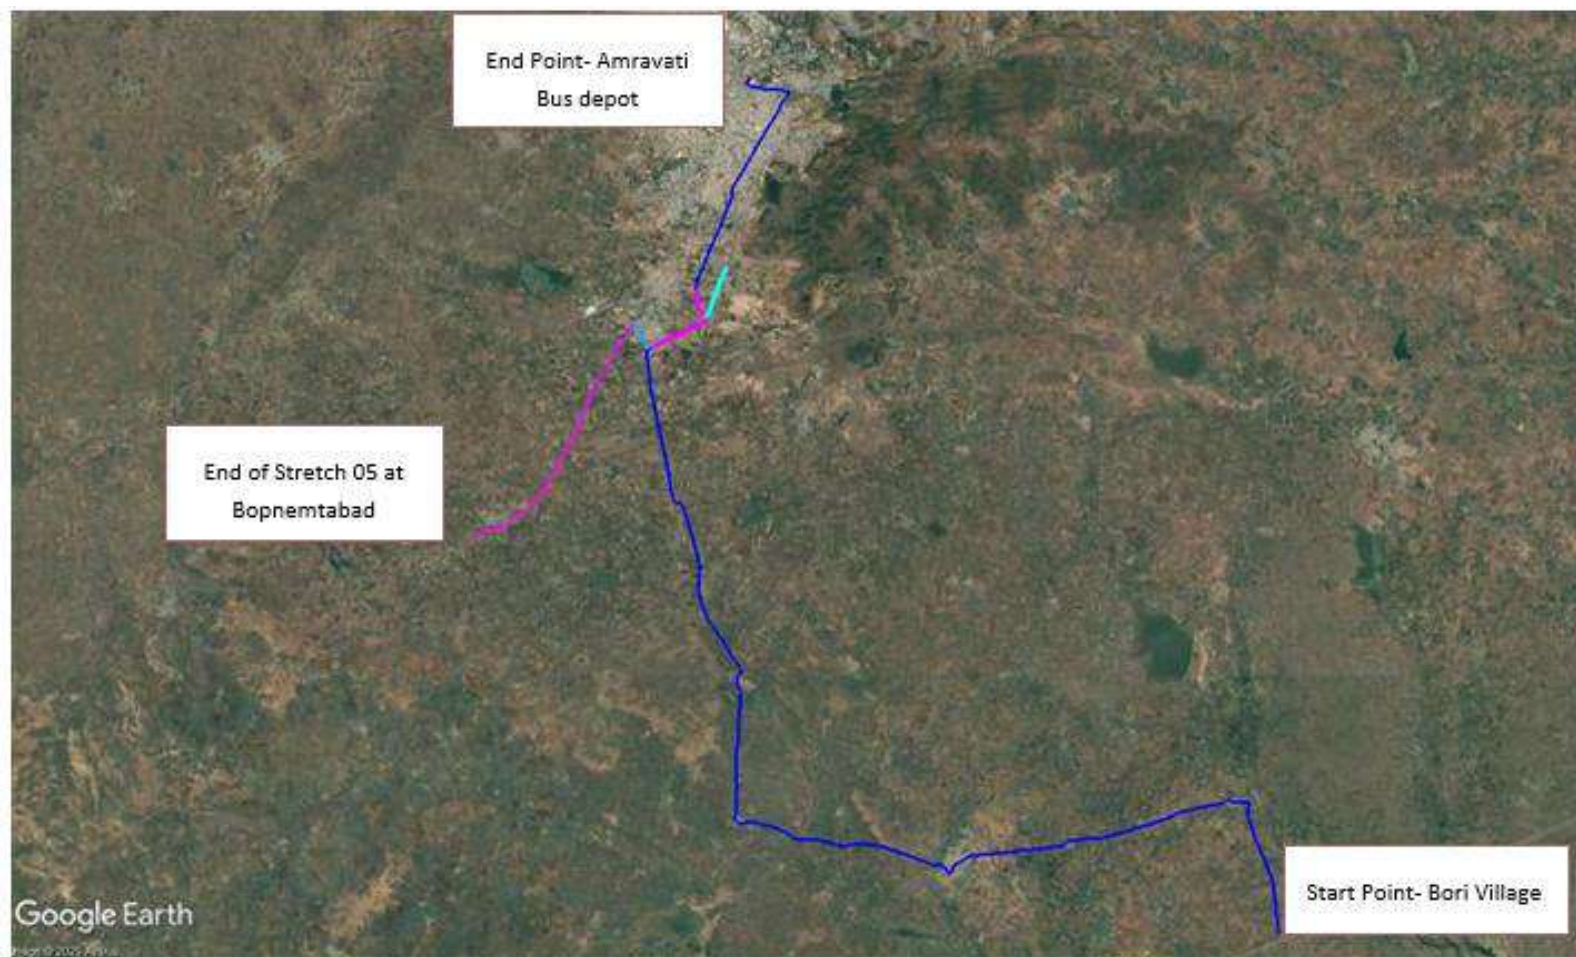 End Point- Amravati
Bus depot
End of Stretch 05 at
Bopnemtabad
Start Point- Bori Village
Google Earth